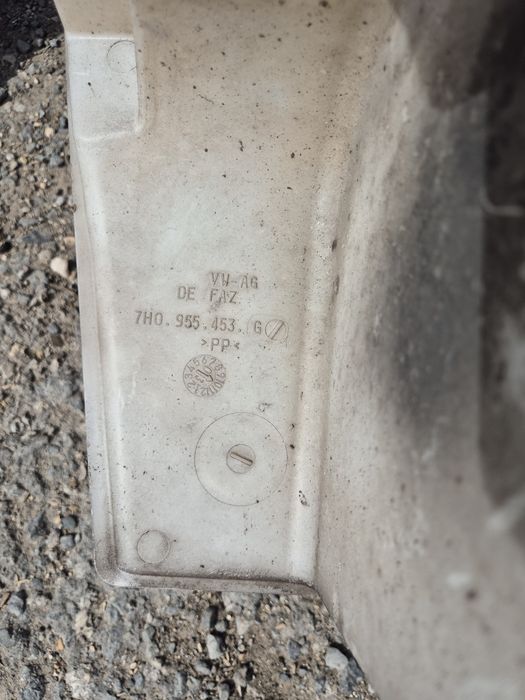 VW-AG
DE FAZ
7H0.955.453. G
>PP<